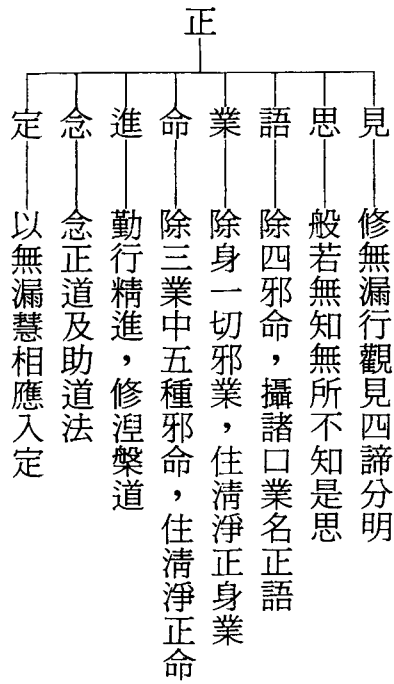 正
見 修無漏行觀見四諦分明
思 般若無知無所不知是思
語 除四邪命，攝諸口業名正語
業 除身一切邪業，住清淨正身業
命 除三業中五種邪命，住清淨正命
進 勤行精進，修涅槃道
念 念正道及助道法
定 以無漏慧相應入定